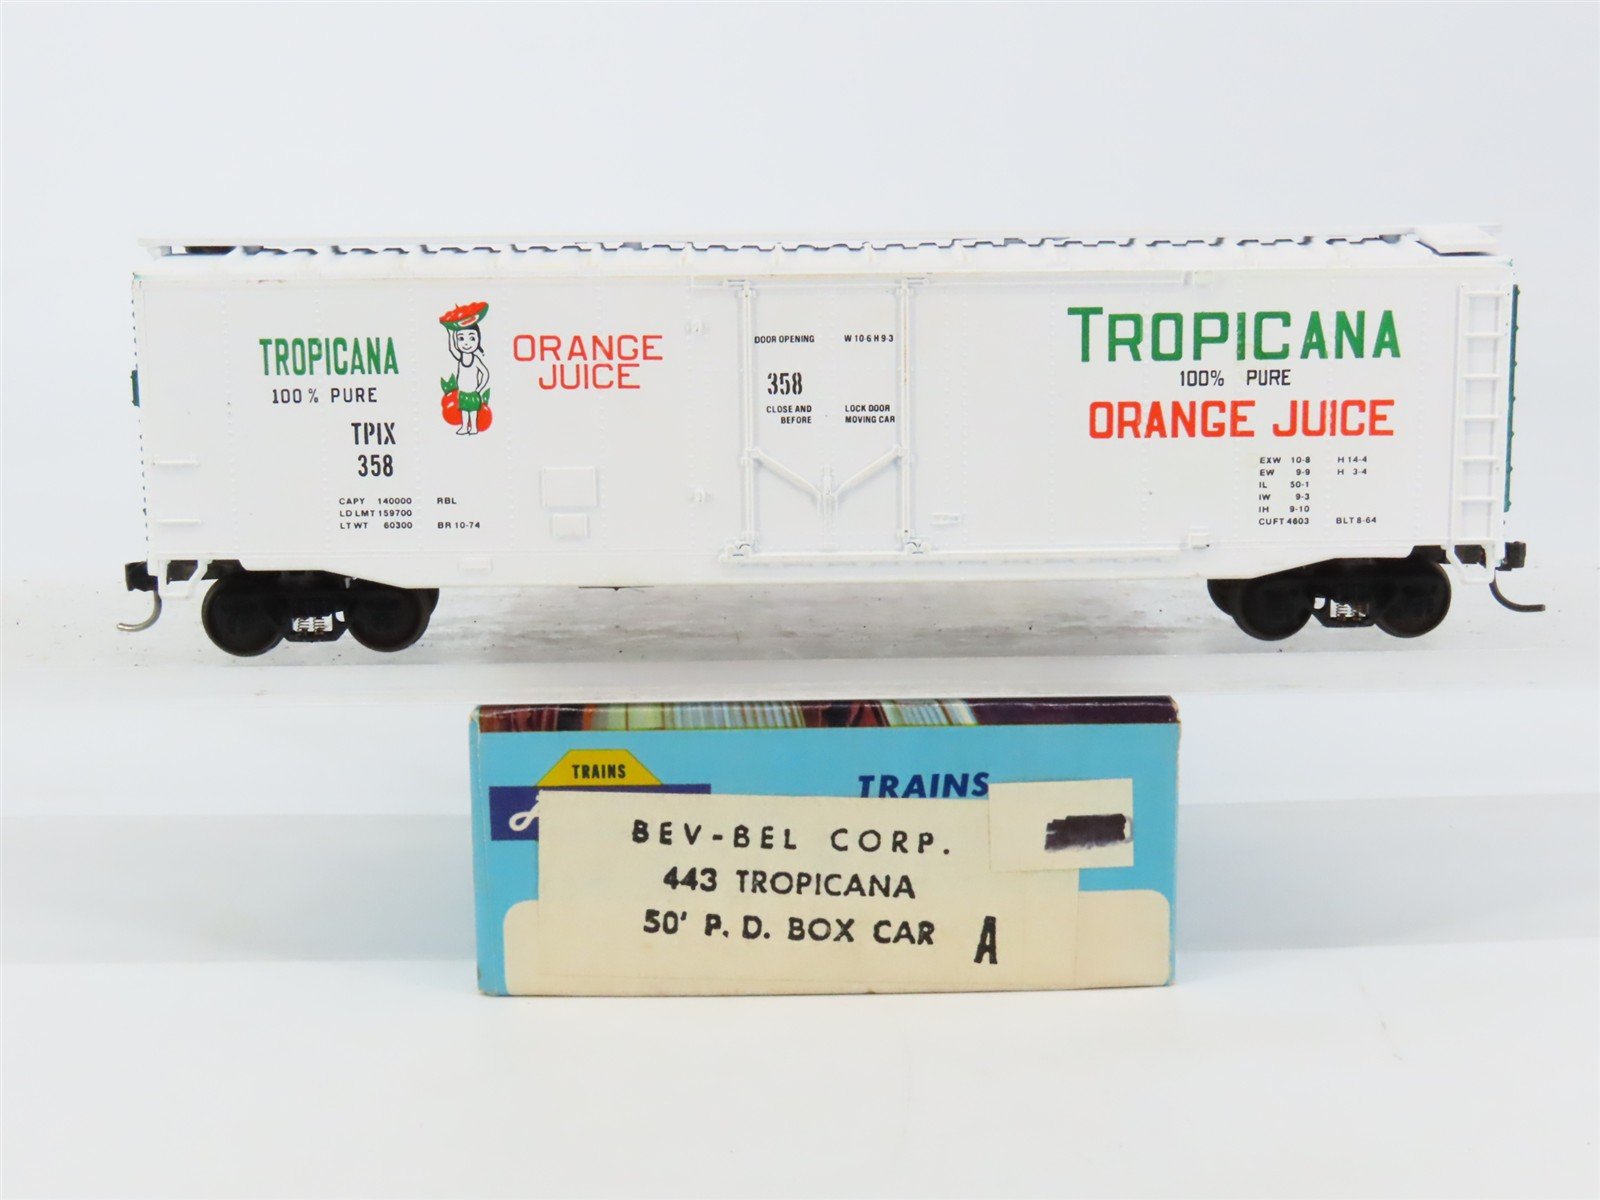 TROPICANA
100% PURE
TPIX
358
CAPY 140000 RBL
LD LMT 159700
LT WT 60300 BR 10-74
ORANGE
JUICE
DOOR OPENING W 10-6 H 9-3
358
CLOSE AND LOCK DOOR
BEFORE MOVING CAR
TROPICANA
100% PURE
ORANGE JUICE
EXW 10-8 H 14-4
EW 9-9 H 3-4
IL 50-1
IW 9-3
IH 9-10
CUFT 4603 BLT 8-64
TRAINS
TRAINS
BEV-BEL CORP.
443 TROPICANA
50' P. D. BOX CAR A